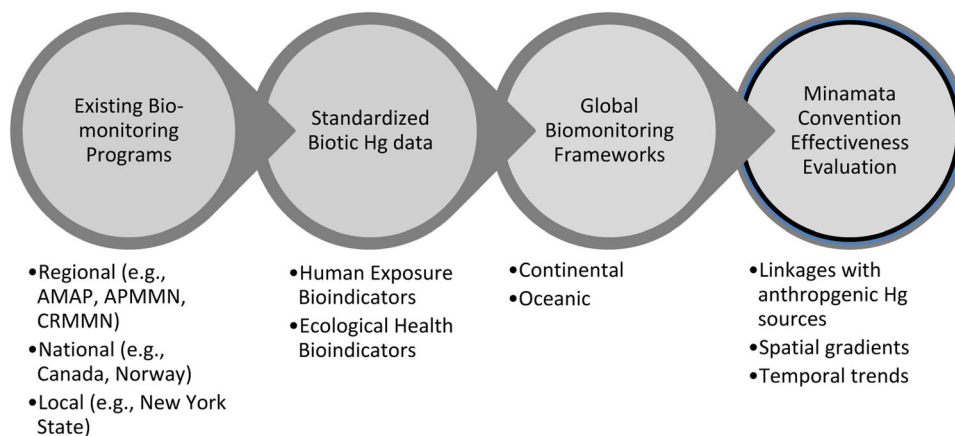 Existing Bio-
monitoring
Programs
Standardized
Biotic Hg data
Global
Biomonitoring
Frameworks
Minamata
Convention
Effectiveness
Evaluation
•Regional (e.g.,
AMAP, APMMN,
CRMMN)
•National (e.g.,
Canada, Norway)
•Local (e.g., New York
State)
•Human Exposure
Bioindicators
•Ecological Health
Bioindicators
•Continental
•Oceanic
•Linkages with
anthropgenic Hg
sources
•Spatial gradients
•Temporal trends